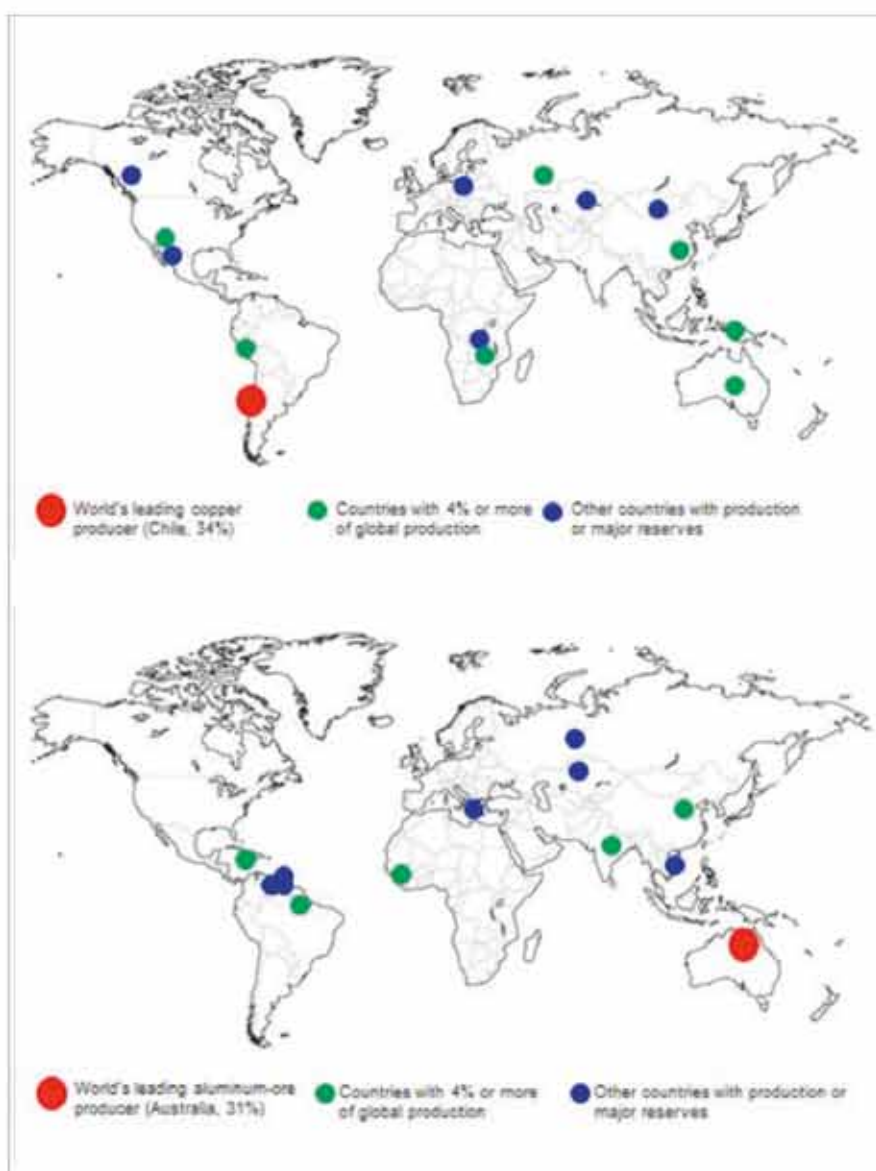 World's leading copper
producer (Chile, 34%)
Countries with 4% or more
of global production
Other countries with production
or major reserves
World's leading aluminum-ore
producer (Australia, 31%)
Countries with 4% or more
of global production
Other countries with production or
major reserves